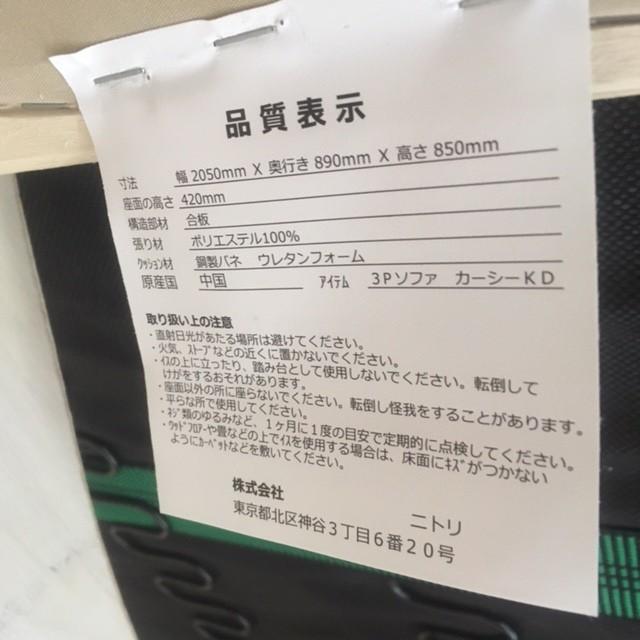 品質表示
寸法 幅 2050mm X 奥行き 890mm X 高さ 850mm
座面の高さ 420mm
構造部材 合板
張り材 ポリエステル100%
ｸｯｼｮﾝ材 鋼製バネ ウレタンフォーム
原産国 中国 ｱｲﾃﾑ 3Pソファ カーシーKD
取り扱い上の注意
・直射日光があたる場所は避けてください。
・火気、ｽﾄｰﾌﾞなどの近くに置かないでください。
・ｲｽの上に立ったり、踏み台として使用しないでください。転倒して
けがをするおそれがあります。
・座面以外の所に座らないでください。転倒し怪我をすることがあります。
・平らな所で使用してください。
・ﾈｼﾞ類のゆるみなど、1ヶ月に1度の目安で定期的に点検してください。
・ｳｯﾄﾞﾌﾛｱｰや畳などの上でｲｽを使用する場合は、床面にｷｽﾞがつかない
ようにｶｰﾍﾟｯﾄなどを敷いてください。
株式会社 ニトリ
東京都北区神谷3丁目6番20号